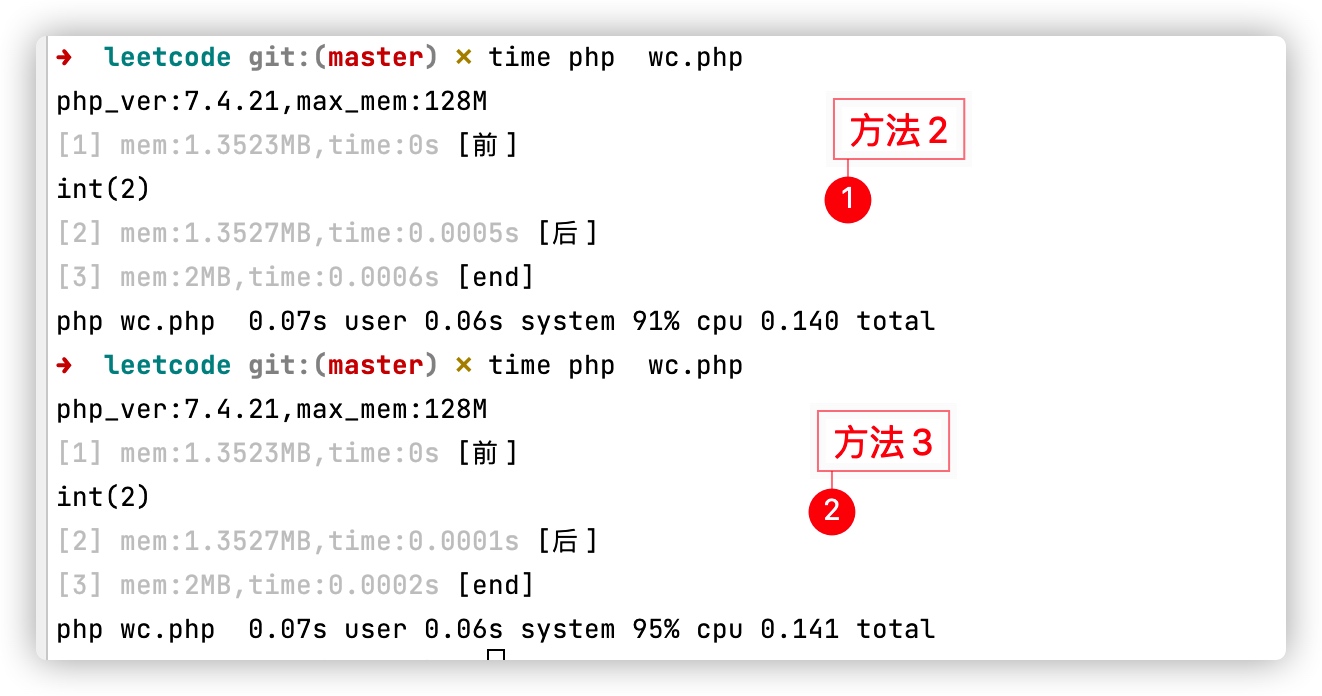 → leetcode git:(master) ✗ time php  wc.php
php_ver:7.4.21,max_mem:128M
[1] mem:1.3523MB,time:0s [前]
int(2)
[2] mem:1.3527MB,time:0.0005s [后]
[3] mem:2MB,time:0.0006s [end]
php wc.php  0.07s user 0.06s system 91% cpu 0.140 total
方法2
1
→ leetcode git:(master) ✗ time php  wc.php
php_ver:7.4.21,max_mem:128M
[1] mem:1.3523MB,time:0s [前]
int(2)
[2] mem:1.3527MB,time:0.0001s [后]
[3] mem:2MB,time:0.0002s [end]
php wc.php  0.07s user 0.06s system 95% cpu 0.141 total
方法3
2